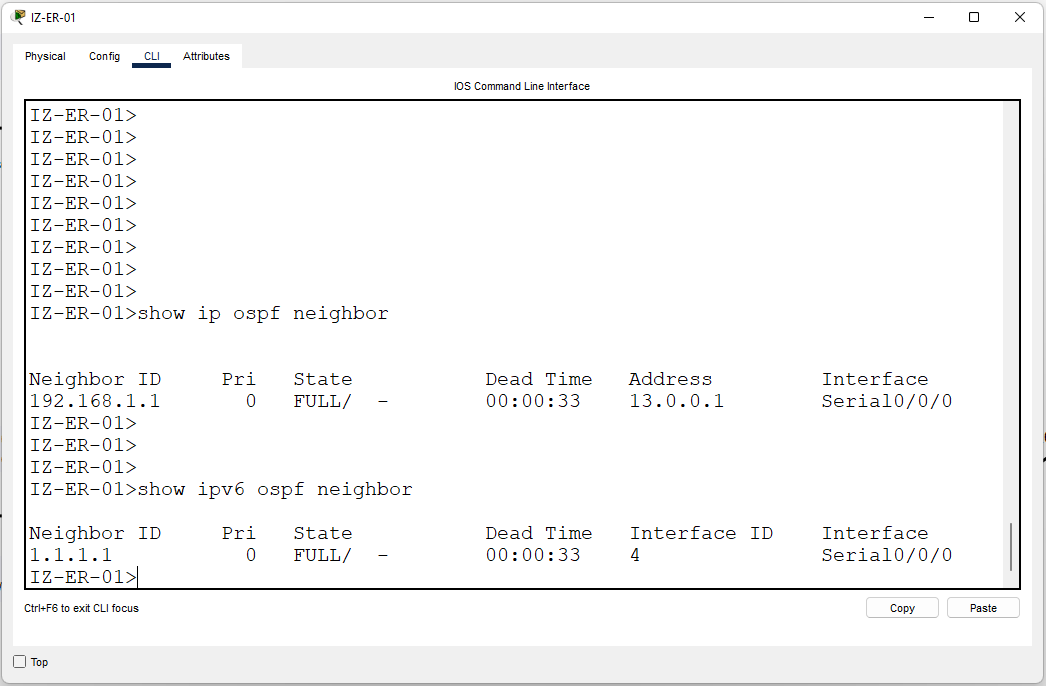 IZ-ER-01
Physical Config CLI Attributes
IOS Command Line Interface
IZ-ER-01>
IZ-ER-01>
IZ-ER-01>
IZ-ER-01>
IZ-ER-01>
IZ-ER-01>
IZ-ER-01>
IZ-ER-01>
IZ-ER-01>
IZ-ER-01>show ip ospf neighbor
Neighbor ID Pri State Dead Time Address Interface
192.168.1.1 0 FULL/ - 00:00:33 13.0.0.1 Serial0/0/0
IZ-ER-01>
IZ-ER-01>
IZ-ER-01>
IZ-ER-01>show ipv6 ospf neighbor
Neighbor ID Pri State Dead Time Interface ID Interface
1.1.1.1 0 FULL/ - 00:00:33 4 Serial0/0/0
IZ-ER-01>
Ctrl+F6 to exit CLI focus Copy Paste
Top